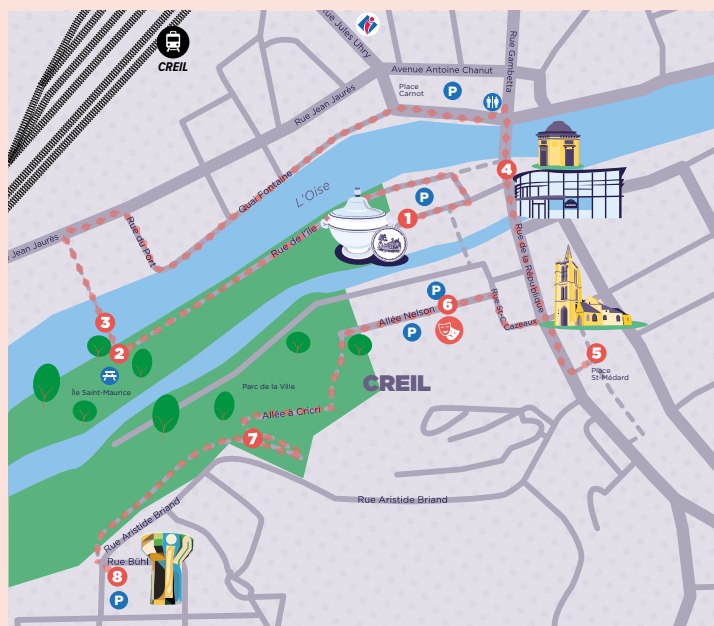 Rue Jules Uhry
Rue Gambetta
CREIL
Avenue Antoine Chanut
Place
Carnot
P
Rue Jean Jaurès
4
L'Oise
Quai Fontaine
P
1
Rue de l'Ile
Rue du Port
Jean Jaurès
Rue de la République
P
6
Rue St-C
Cazeaux
3
Allée Nelson
P
2
5
Place
St-Médard
Île Saint-Maurice
Parc de la Ville
CREIL
Allée à Cricri
7
Rue Aristide Briand
Rue Aristide Briand
Rue Bühl
8
P